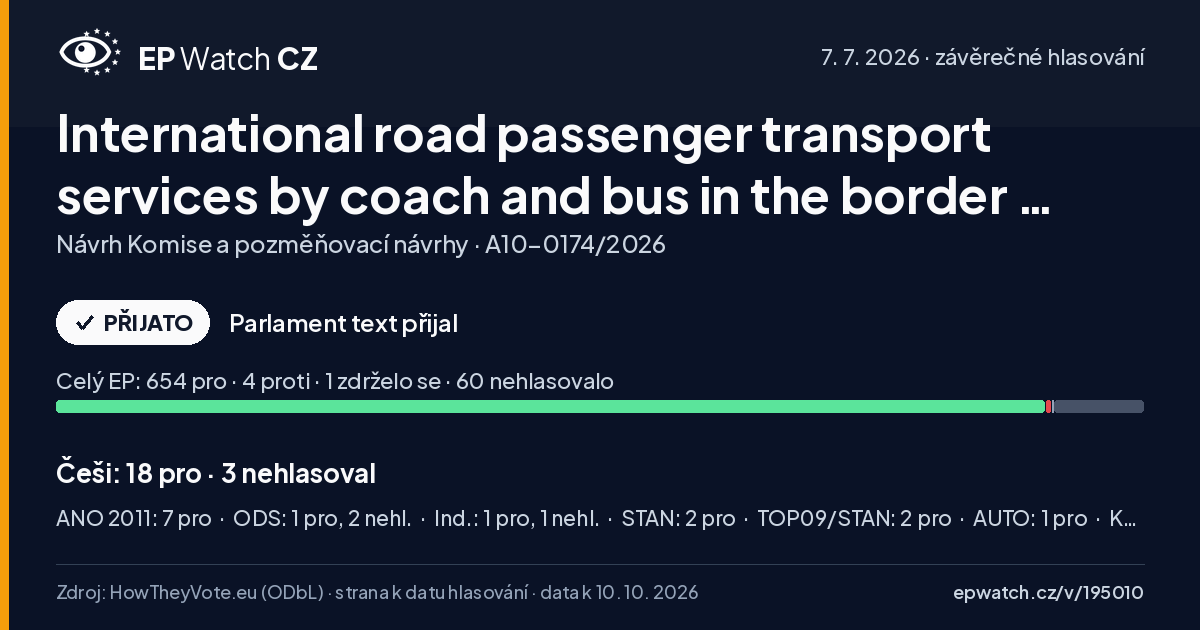 EP Watch CZ
7. 7. 2026 · závěrečné hlasování
International road passenger transport
services by coach and bus in the border ...
Návrh Komise a pozměňovací návrhy · A10–0174/2026
✓ PŘIJATO
Parlament text přijal
Celý EP: 654 pro · 4 proti · 1 zdrželo se · 60 nehlasovalo
Češi: 18 pro · 3 nehlasoval
ANO 2011: 7 pro · ODS: 1 pro, 2 nehl. · Ind.: 1 pro, 1 nehl. · STAN: 2 pro · TOP09/STAN: 2 pro · AUTO: 1 pro · K…
Zdroj: HowTheyVote.eu (ODbL) · strana k datu hlasování · data k 10. 10. 2026
epwatch.cz/v/195010